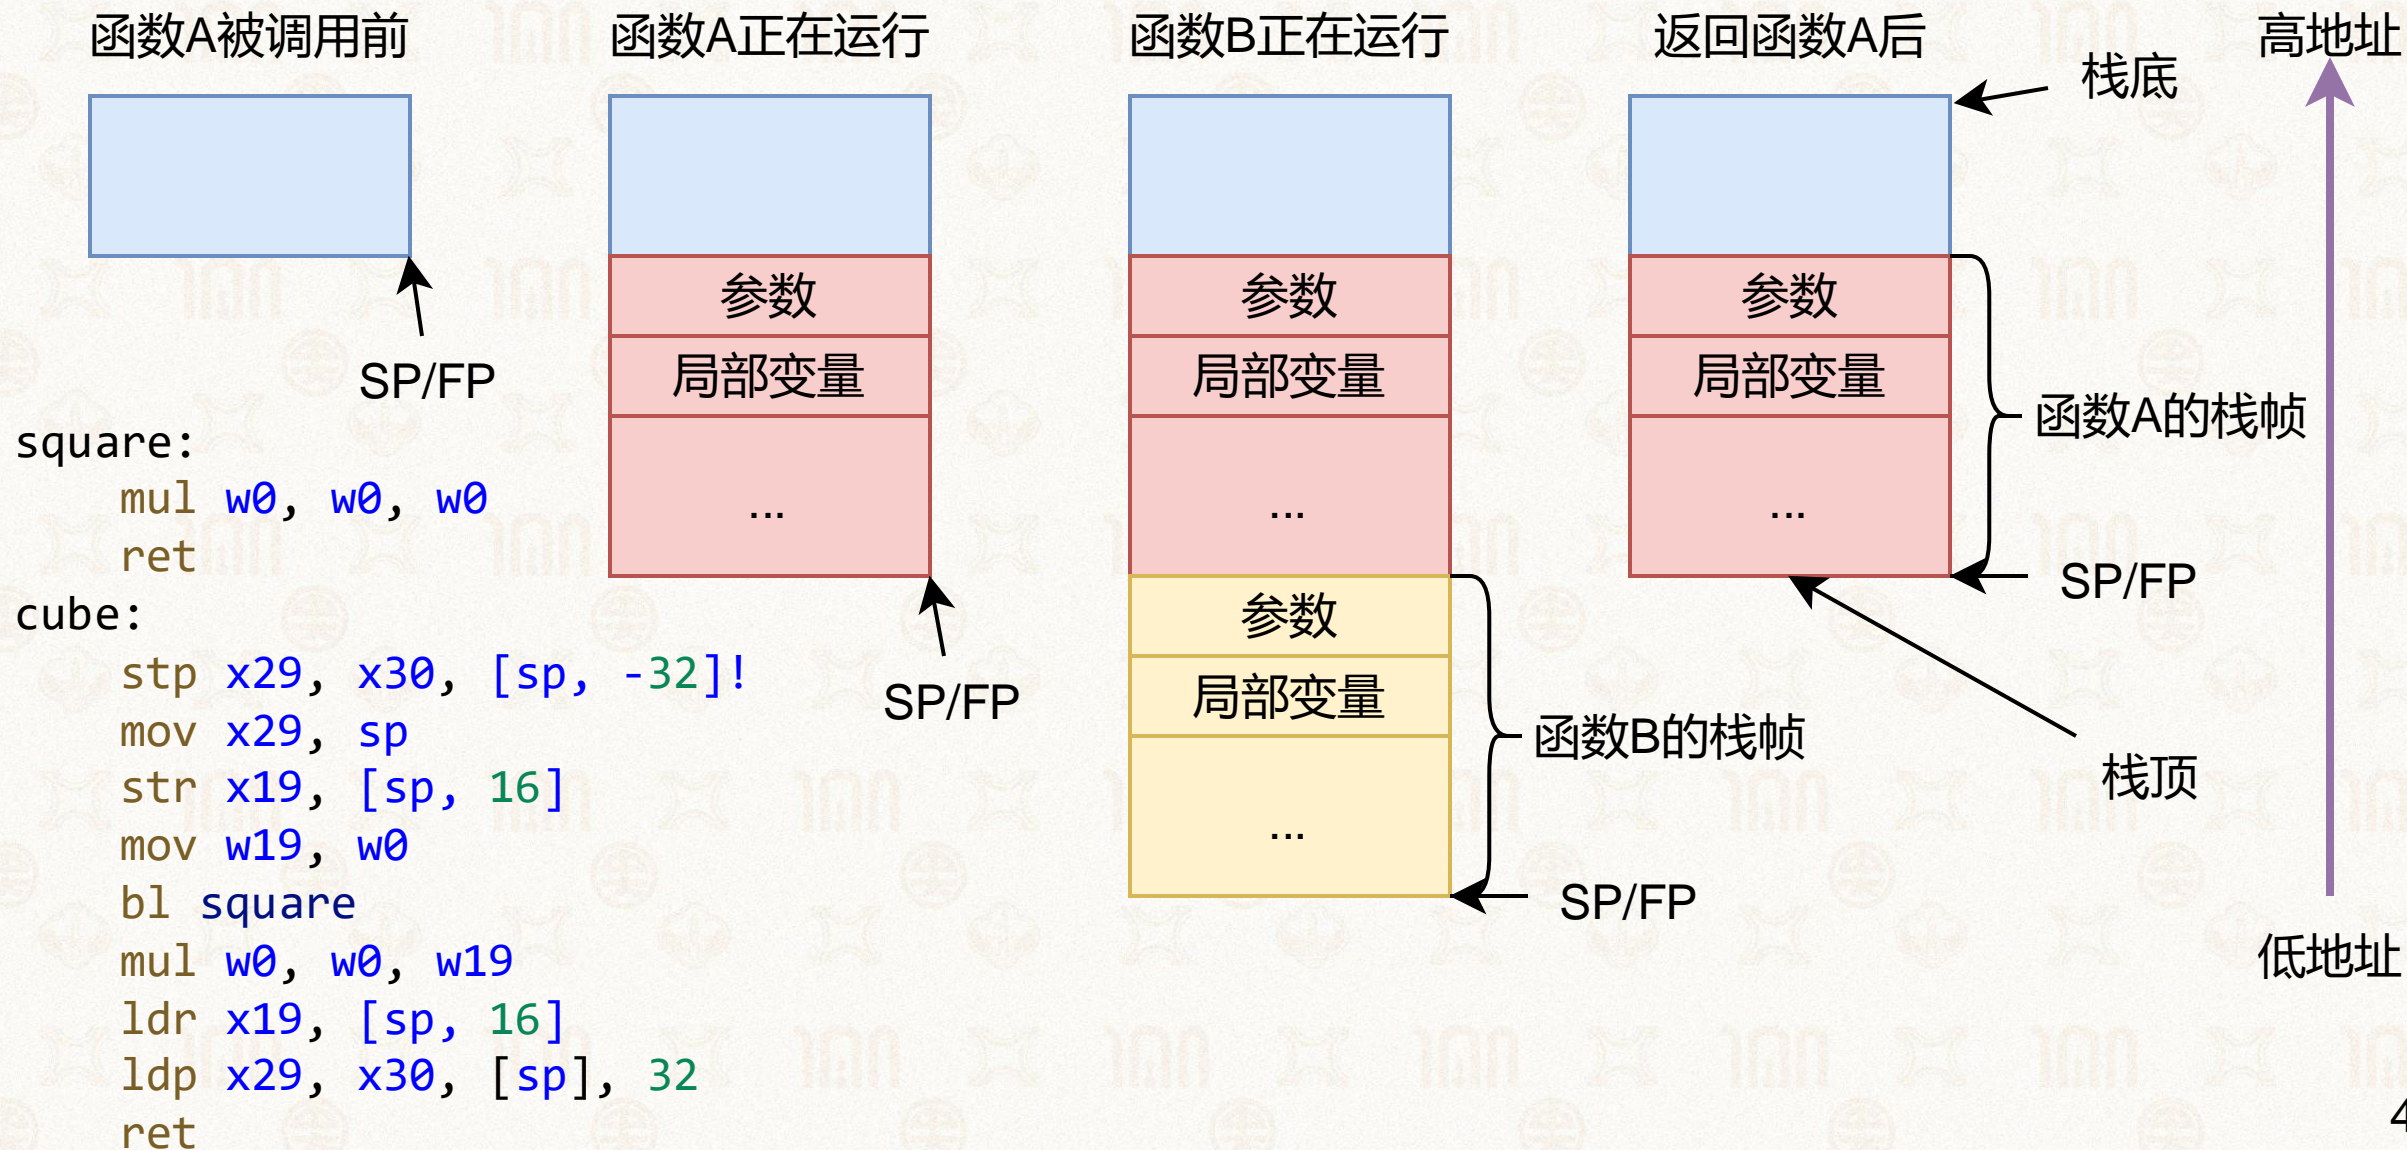 函数A被调用前
函数A正在运行
函数B正在运行
返回函数A后
高地址
栈底
SP/FP
参数
局部变量
...
SP/FP
参数
局部变量
...
参数
局部变量
...
函数B的栈帧
SP/FP
参数
局部变量
...
函数A的栈帧
SP/FP
栈顶
低地址
square:
mul w0, w0, w0
ret
cube:
stp x29, x30, [sp, -32]!
mov x29, sp
str x19, [sp, 16]
mov w19, w0
bl square
mul w0, w0, w19
ldr x19, [sp, 16]
ldp x29, x30, [sp], 32
ret